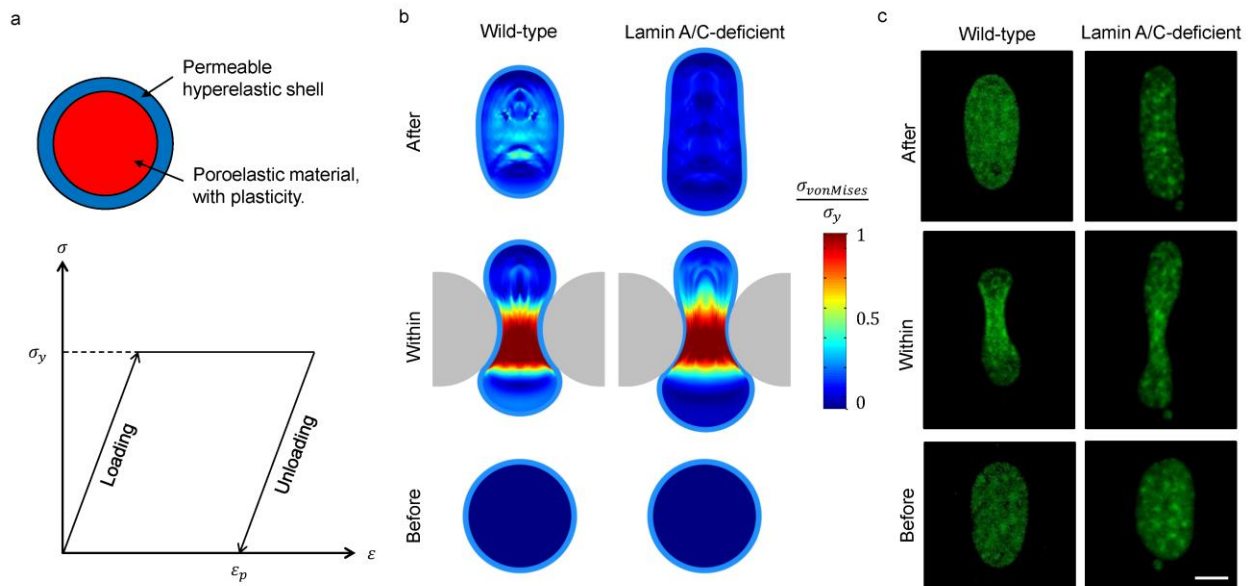 a
Permeable
hyperelastic shell
Poroelastic material,
with plasticity.
σ
σ_y
Loading
Unloading
ε_p
ε
b
Wild-type
Lamin A/C-deficient
After
Within
Before
σ_vonMises
σ_y
1
0.5
0
c
Wild-type
Lamin A/C-deficient
After
Within
Before